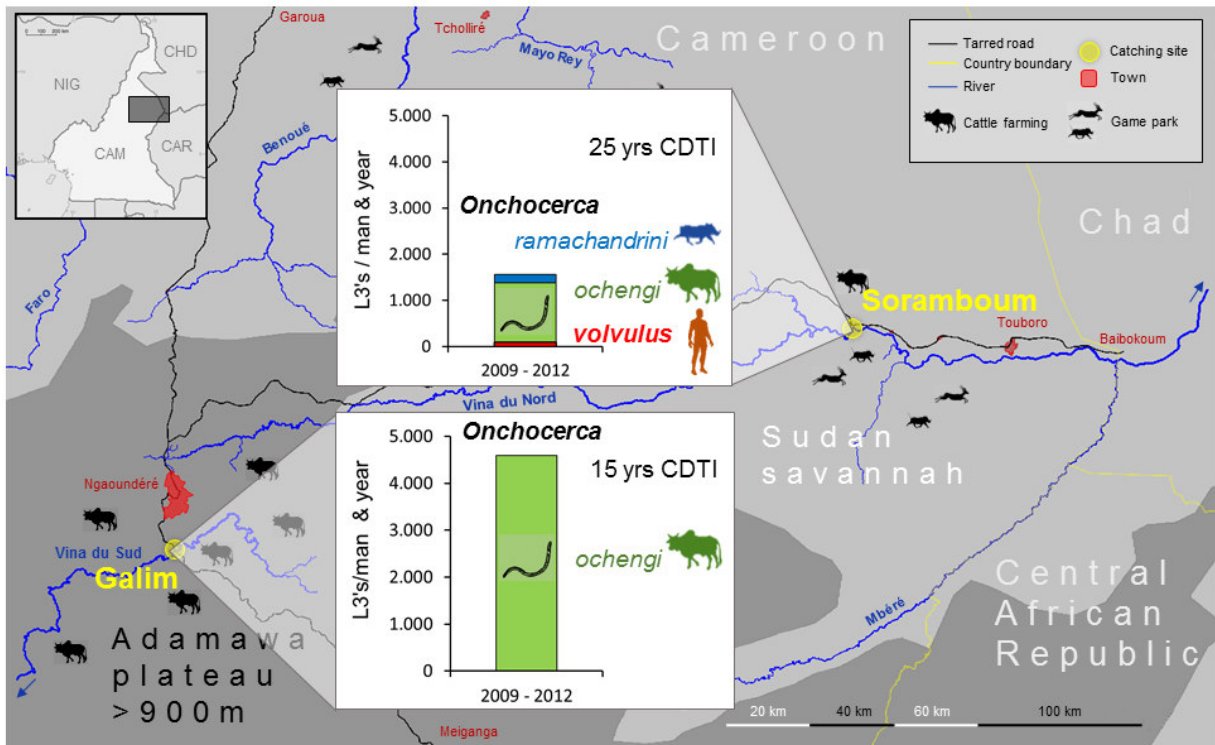 Garoua
Tcholliré
Mayo Rey
Cameroon
0 100 200 km
CHD
NIG
CAM
CAR
Benoué
Faro
Tarred road
Country boundary
River
Cattle farming
Catching site
Town
Game park
25 yrs CDTI
L3's / man & year
5.000
4.000
3.000
2.000
1.000
0
Onchocerca
ramachandrini
ochengi
volvulus
2009 - 2012
Chad
Soramboum
Touboro
Baibokoum
Vina du Nord
Sudan
savannah
Onchocerca
15 yrs CDTI
L3's/man & year
5.000
4.000
3.000
2.000
1.000
0
ochengi
2009 - 2012
Ngaoundéré
Vina du Sud
Galim
Adamawa
plateau
> 900m
Meiganga
Mbéré
Central
African
Republic
20 km 40 km 60 km 100 km